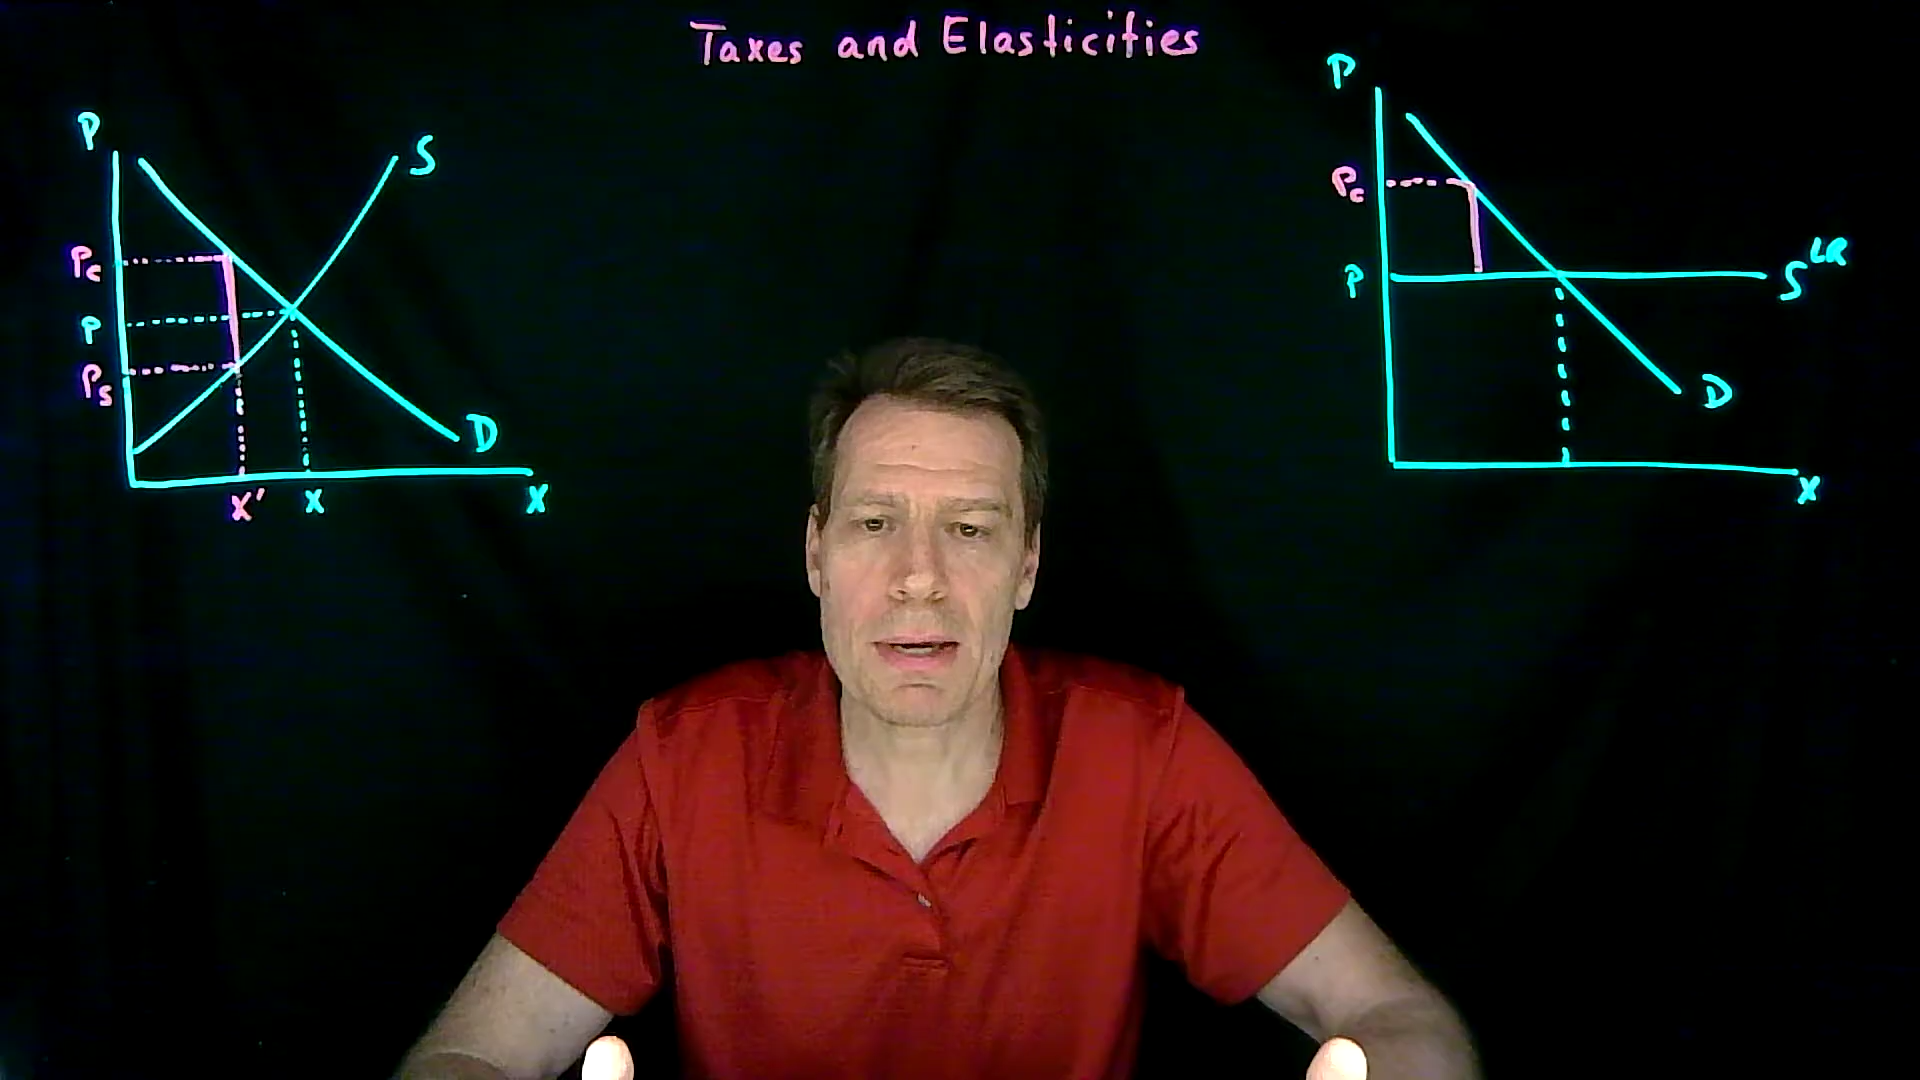 Taxes and Elasticities
P
S
Pc
P
Ps
D
X' X X
P
Pc
P
S^LR
D
X